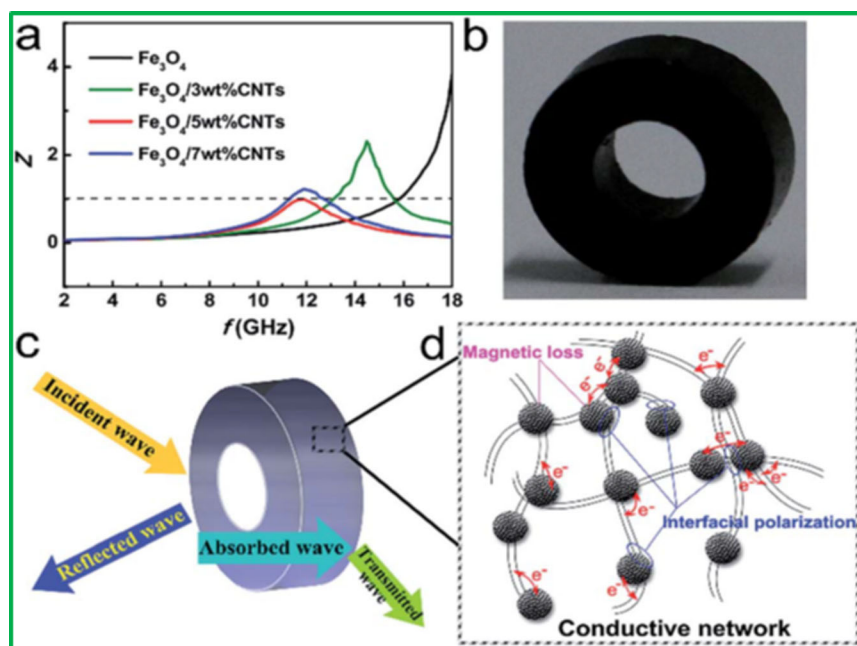 a
Z
4
2
0
Fe₃O₄
Fe₃O₄/3wt%CNTs
Fe₃O₄/5wt%CNTs
Fe₃O₄/7wt%CNTs
2 4 6 8 10 12 14 16 18
f (GHz)
b
c
Incident wave
Reflected wave
Absorbed wave
Transmitted
wave
d
Magnetic loss
e⁻
e⁻
e⁻
e⁻
e⁻
e⁻
e⁻
e⁻
e⁻
e⁻
Interfacial polarization
Conductive network